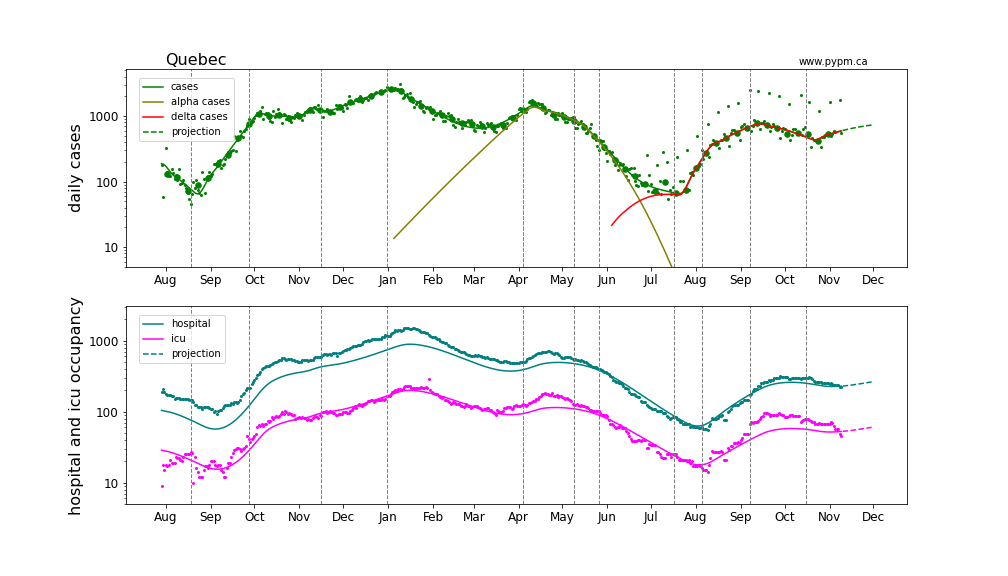 Quebec
www.pypm.ca
daily cases
cases
alpha cases
delta cases
projection
1000
100
10
Aug Sep Oct Nov Dec Jan Feb Mar Apr May Jun Jul Aug Sep Oct Nov Dec
hospital and icu occupancy
hospital
icu
projection
1000
100
10
Aug Sep Oct Nov Dec Jan Feb Mar Apr May Jun Jul Aug Sep Oct Nov Dec